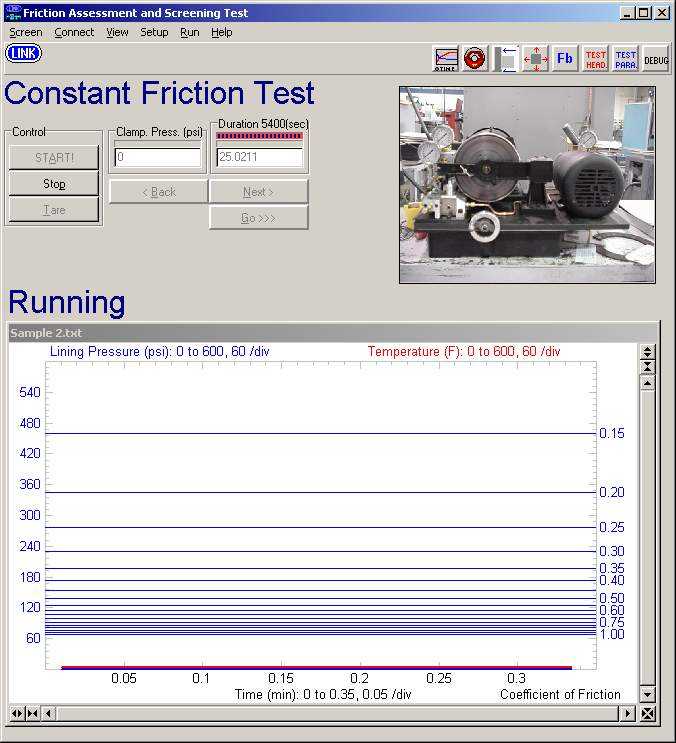 Friction Assessment and Screening Test
Screen Connect View Setup Run Help
LINK
RTIME Fb TEST HEAD. TEST PARA. DEBUG
Constant Friction Test
Control
START!
Stop
Tare
Clamp. Press. (psi)
0
Duration 5400(sec)
25.0211
< Back
Next >
Go >>>
Running
Sample 2.txt
Lining Pressure (psi): 0 to 600, 60 /div
Temperature (F): 0 to 600, 60 /div
540
480
420
360
300
240
180
120
60
0.15
0.20
0.25
0.30
0.35
0.40
0.50
0.60
0.75
1.00
0.05 0.1 0.15 0.2 0.25 0.3
Time (min): 0 to 0.35, 0.05 /div
Coefficient of Friction